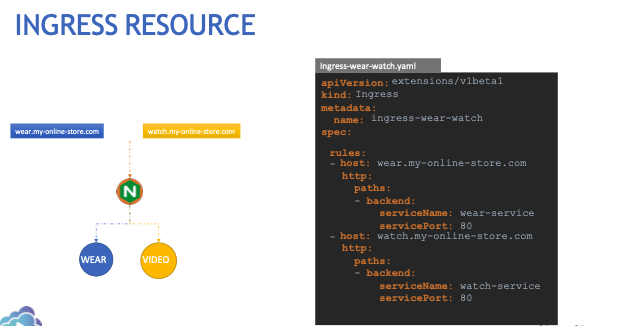 INGRESS RESOURCE
wear.my-online-store.com
watch.my-online-store.com
N
WEAR
VIDEO
Ingress-wear-watch.yaml
apiVersion: extensions/v1beta1
kind: Ingress
metadata:
name: ingress-wear-watch
spec:
rules:
- host: wear.my-online-store.com
http:
paths:
- backend:
serviceName: wear-service
servicePort: 80
- host: watch.my-online-store.com
http:
paths:
- backend:
serviceName: watch-service
servicePort: 80